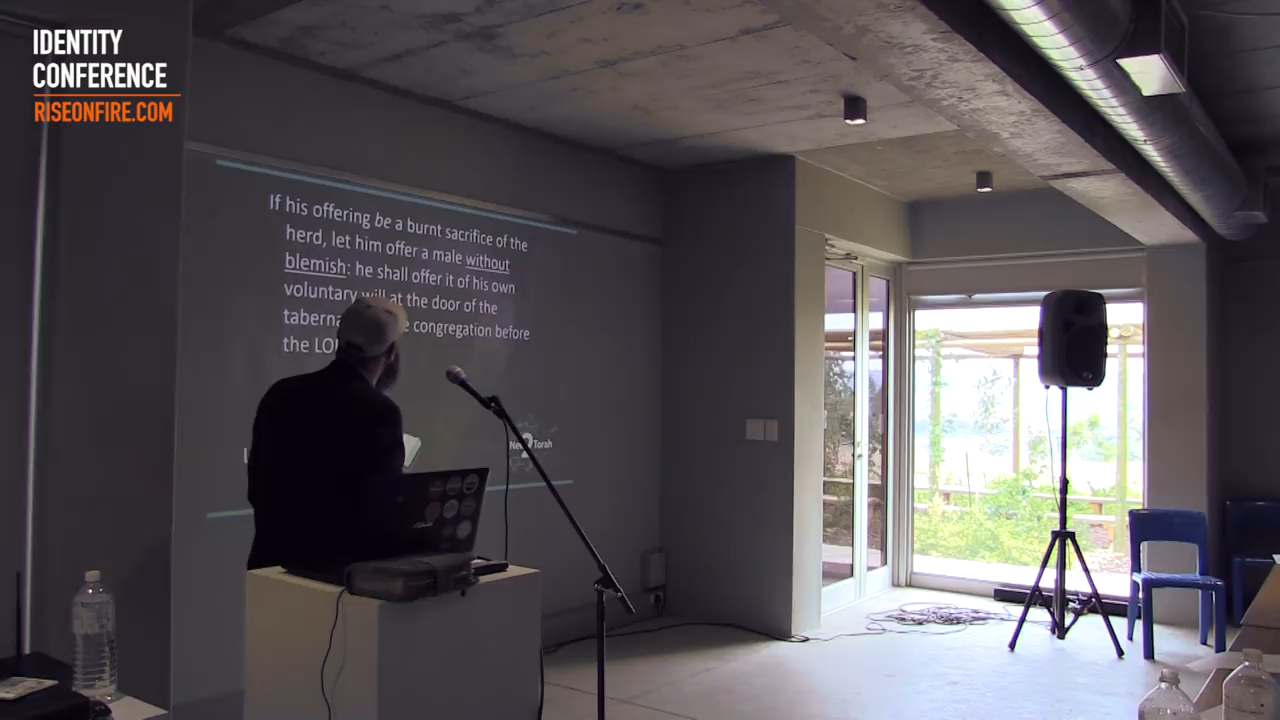 IDENTITY
CONFERENCE
RISEONFIRE.COM
If his offering be a burnt sacrifice of the
herd, let him offer a male without
blemish: he shall offer it of his own
voluntary will at the door of the
congregation before
the
2 Torah